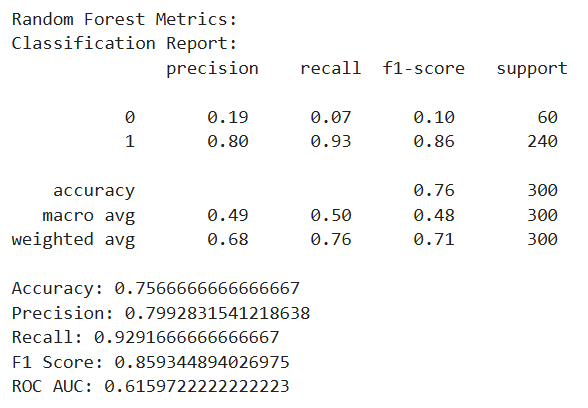 Random Forest Metrics:
Classification Report:
precision recall f1-score support
0 0.19 0.07 0.10 60
1 0.80 0.93 0.86 240
accuracy 0.76 300
macro avg 0.49 0.50 0.48 300
weighted avg 0.68 0.76 0.71 300
Accuracy: 0.7566666666666667
Precision: 0.7992831541218638
Recall: 0.9291666666666667
F1 Score: 0.859344894026975
ROC AUC: 0.6159722222222223